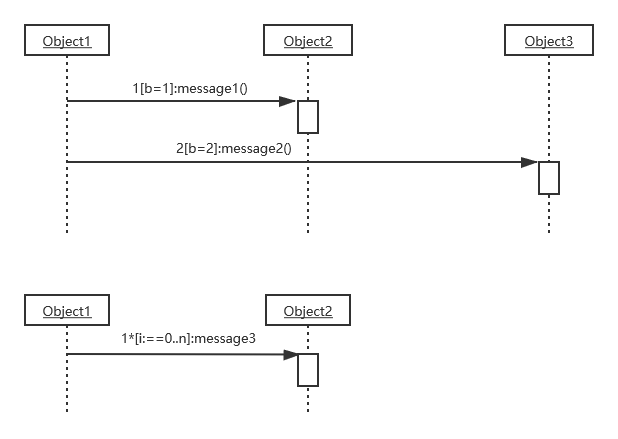 Object1 Object2 Object3
1[b=1]:message1()
2[b=2]:message2()
Object1 Object2
1*[i:==0..n]:message3